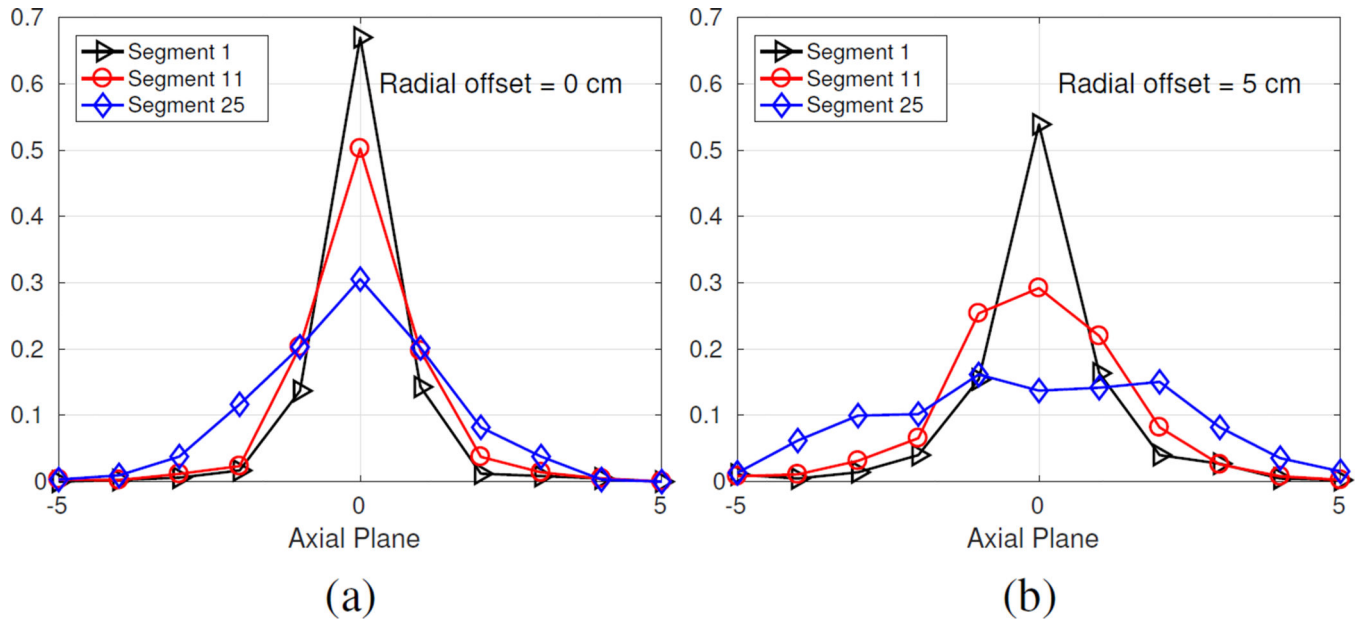 0.7
0.6
0.5
0.4
0.3
0.2
0.1
0
-5
0
5
Segment 1
Segment 11
Segment 25
Radial offset = 0 cm
Axial Plane
(a)
0.7
0.6
0.5
0.4
0.3
0.2
0.1
0
-5
0
5
Segment 1
Segment 11
Segment 25
Radial offset = 5 cm
Axial Plane
(b)